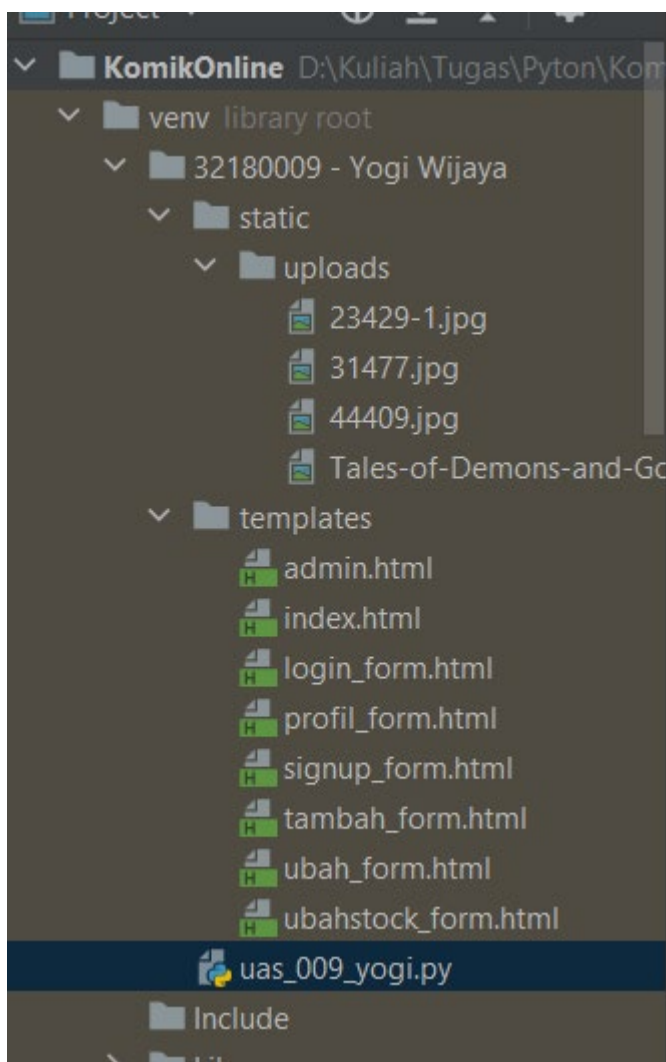 Project
KomikOnline D:\Kuliah\Tugas\Pyton\Kom
venv library root
32180009 - Yogi Wijaya
static
uploads
23429-1.jpg
31477.jpg
44409.jpg
Tales-of-Demons-and-Go
templates
admin.html
index.html
login_form.html
profil_form.html
signup_form.html
tambah_form.html
ubah_form.html
ubahstock_form.html
uas_009_yogi.py
Include